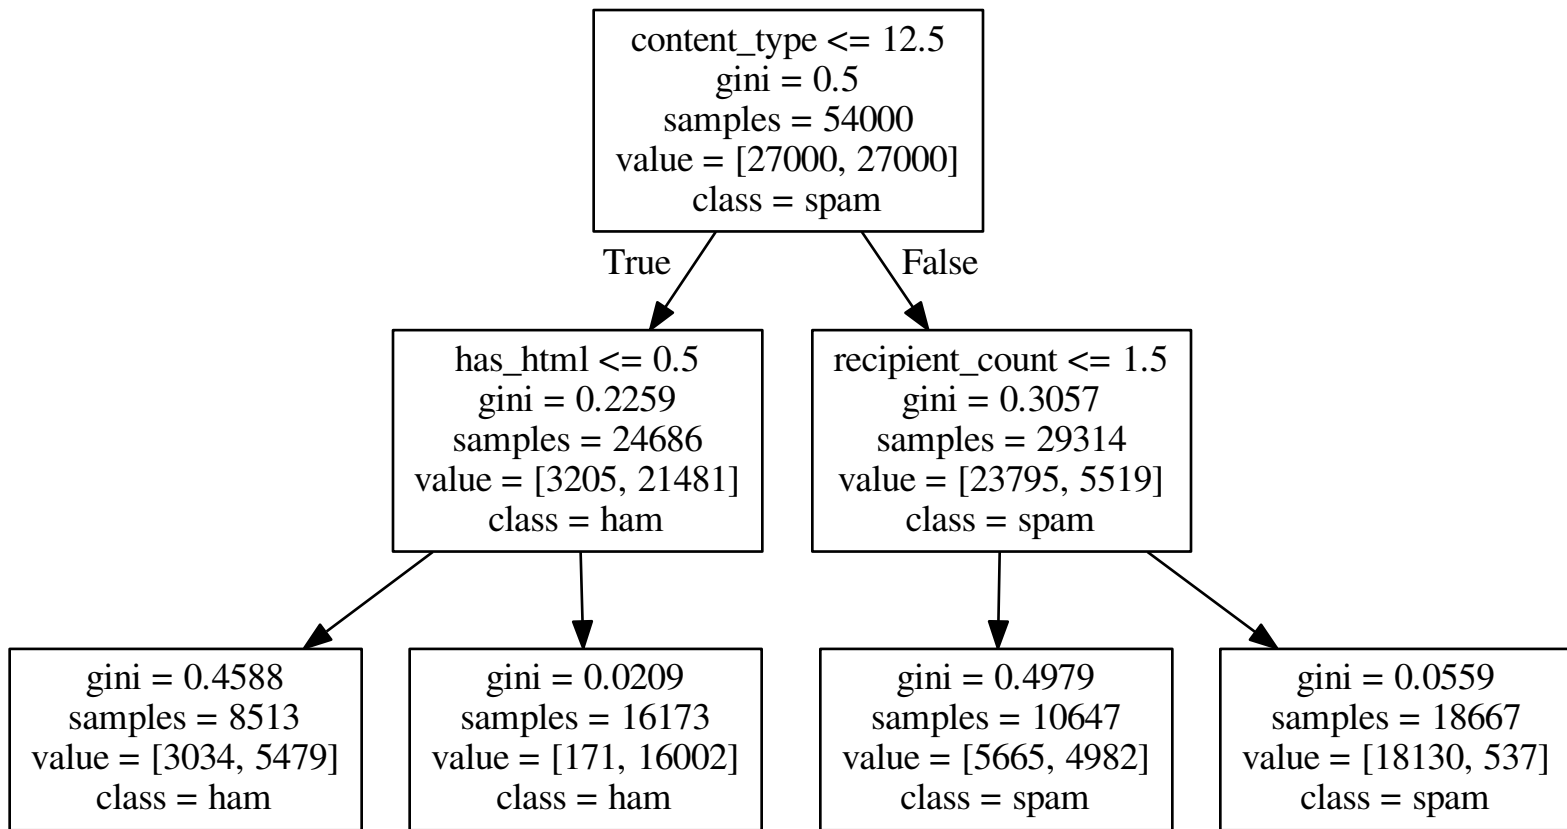 content_type <= 12.5
gini = 0.5
samples = 54000
value = [27000, 27000]
class = spam
True
False
has_html <= 0.5
gini = 0.2259
samples = 24686
value = [3205, 21481]
class = ham
recipient_count <= 1.5
gini = 0.3057
samples = 29314
value = [23795, 5519]
class = spam
gini = 0.4588
samples = 8513
value = [3034, 5479]
class = ham
gini = 0.0209
samples = 16173
value = [171, 16002]
class = ham
gini = 0.4979
samples = 10647
value = [5665, 4982]
class = spam
gini = 0.0559
samples = 18667
value = [18130, 537]
class = spam